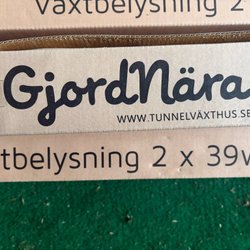 Växtbelysning 2
GjordNära
WWW.TUNNELVÄXTHUS.SE
tbelysning 2 x 39w